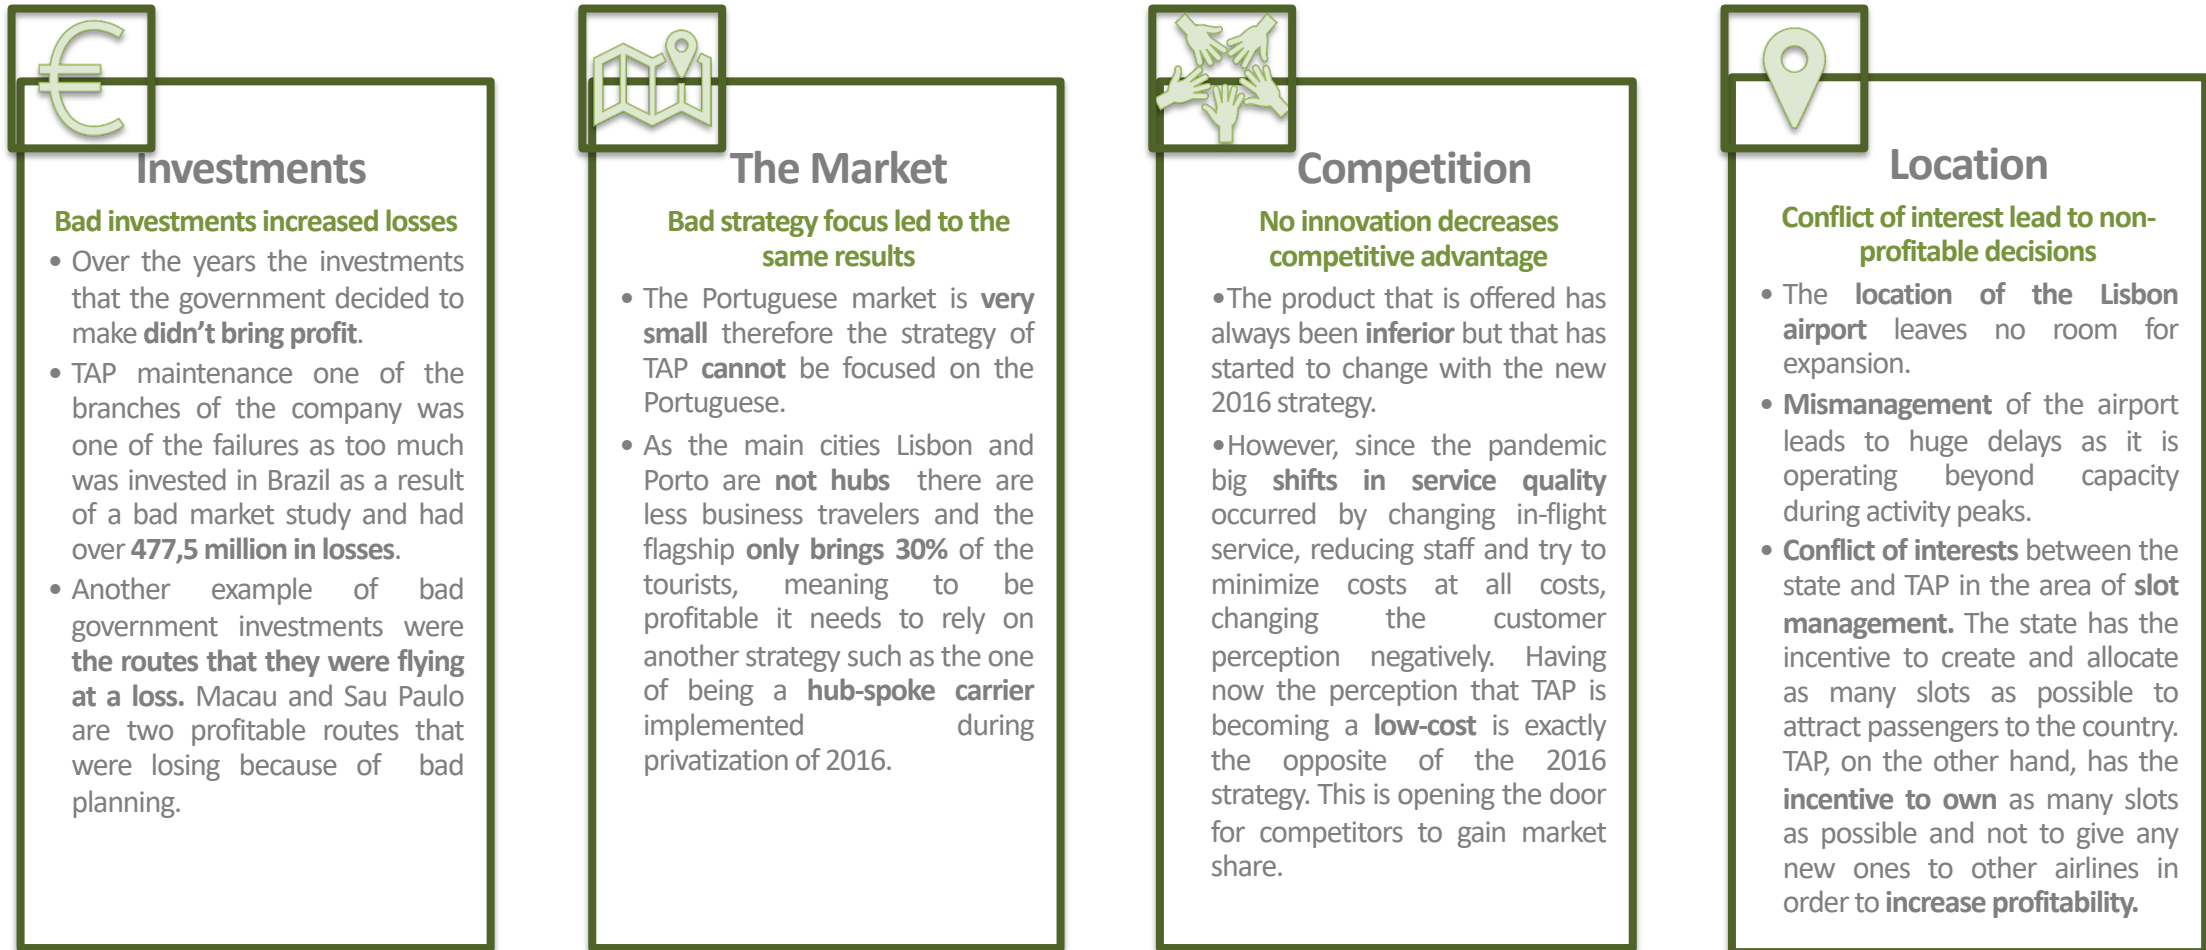 Investments
Bad investments increased losses
• Over the years the investments
that the government decided to
make didn't bring profit.
• TAP maintenance one of the
branches of the company was
one of the failures as too much
was invested in Brazil as a result
of a bad market study and had
over 477,5 million in losses.
• Another example of bad
government investments were
the routes that they were flying
at a loss. Macau and Sau Paulo
are two profitable routes that
were losing because of bad
planning.
The Market
Bad strategy focus led to the
same results
• The Portuguese market is very
small therefore the strategy of
TAP cannot be focused on the
Portuguese.
• As the main cities Lisbon and
Porto are not hubs there are
less business travelers and the
flagship only brings 30% of the
tourists, meaning to be
profitable it needs to rely on
another strategy such as the one
of being a hub-spoke carrier
implemented during
privatization of 2016.
Competition
No innovation decreases
competitive advantage
•The product that is offered has
always been inferior but that has
started to change with the new
2016 strategy.
•However, since the pandemic
big shifts in service quality
occurred by changing in-flight
service, reducing staff and try to
minimize costs at all costs,
changing the customer
perception negatively. Having
now the perception that TAP is
becoming a low-cost is exactly
the opposite of the 2016
strategy. This is opening the door
for competitors to gain market
share.
Location
Conflict of interest lead to non-
profitable decisions
• The location of the Lisbon
airport leaves no room for
expansion.
• Mismanagement of the airport
leads to huge delays as it is
operating beyond capacity
during activity peaks.
• Conflict of interests between the
state and TAP in the area of slot
management. The state has the
incentive to create and allocate
as many slots as possible to
attract passengers to the country.
TAP, on the other hand, has the
incentive to own as many slots
as possible and not to give any
new ones to other airlines in
order to increase profitability.